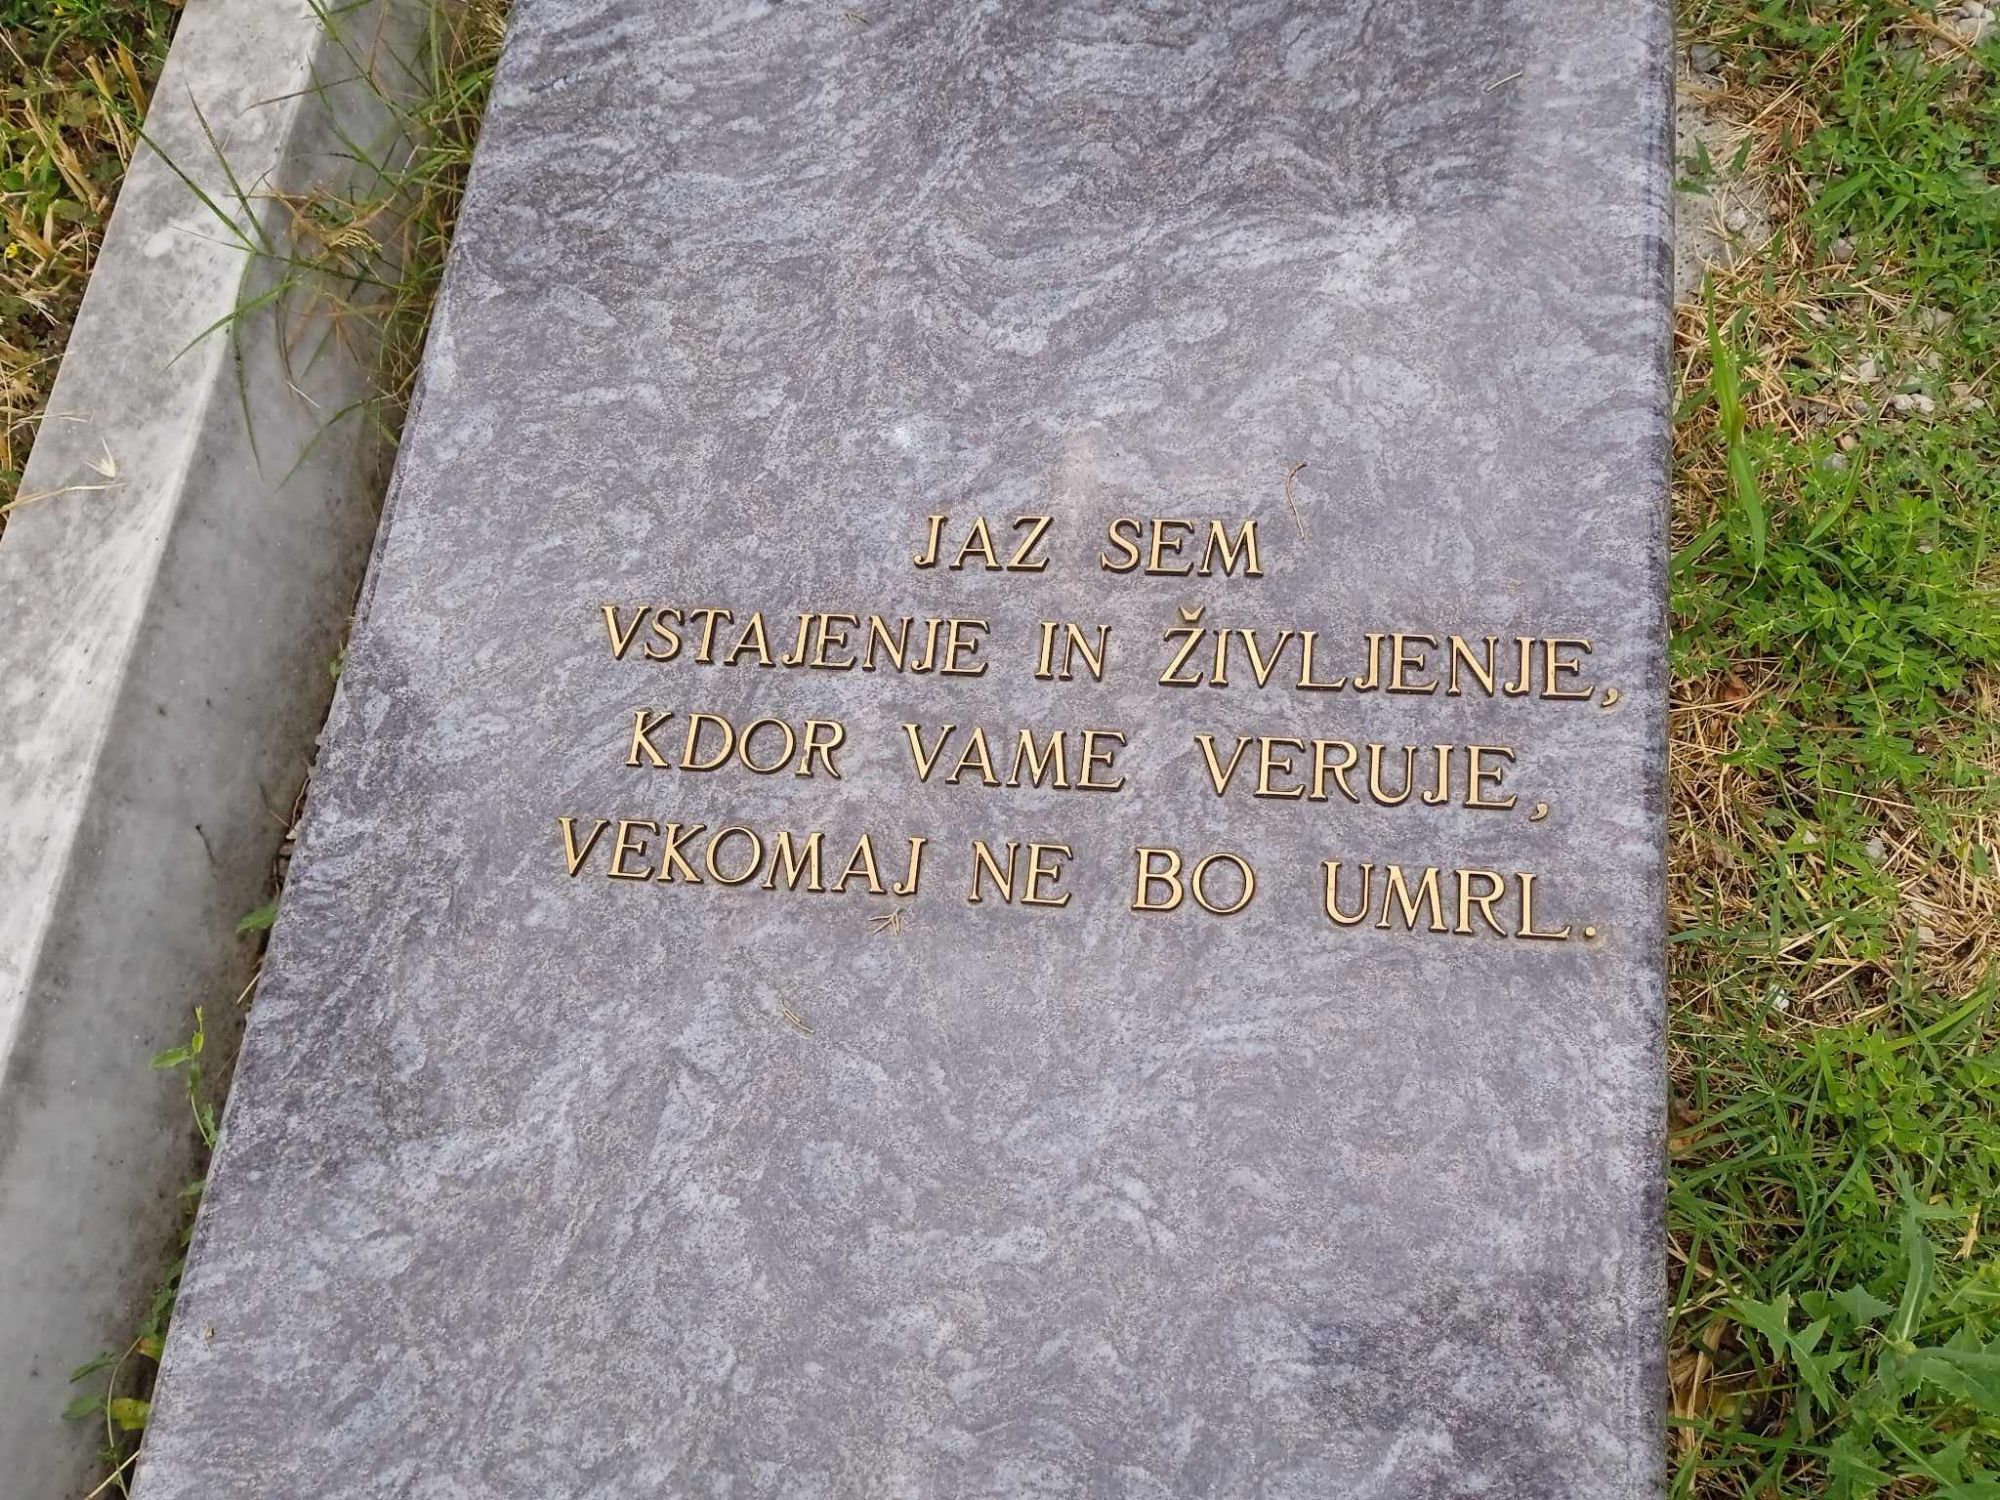 JAZ SEM
VSTAJENJE IN ŽIVLJENJE,
KDOR VAME VERUJE,
VEKOMAJ NE BO UMRL.